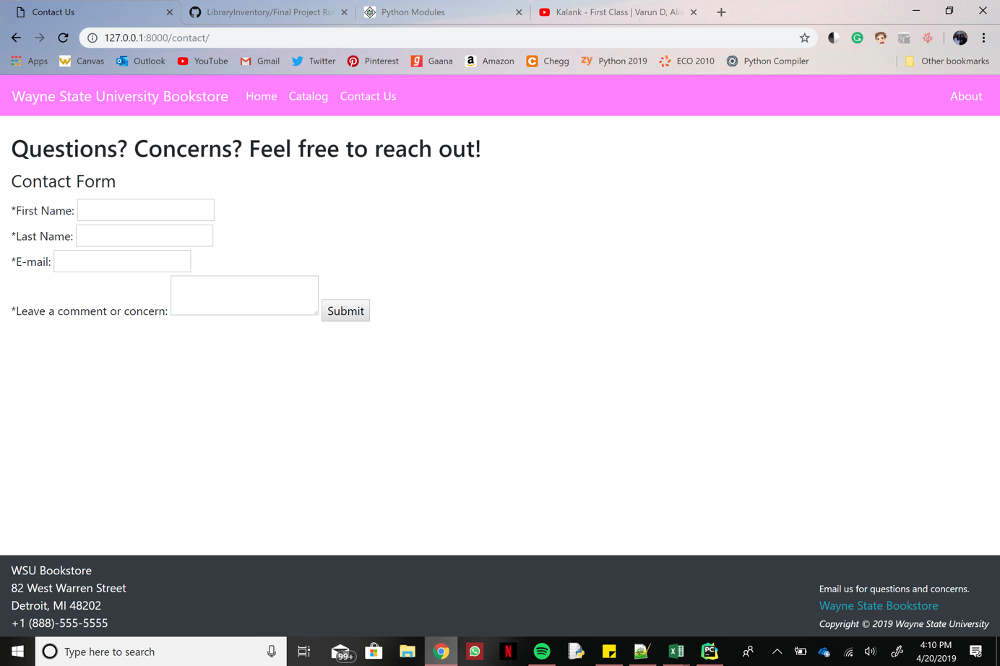 Contact Us
LibraryInventory/Final Project Ru
Python Modules
Kalank - First Class | Varun D, Alia
127.0.0.1:8000/contact/
Apps Canvas Outlook YouTube Gmail Twitter Pinterest Gaana Amazon Chegg Python 2019 ECO 2010 Python Compiler Other bookmarks
Wayne State University Bookstore Home Catalog Contact Us About
Questions? Concerns? Feel free to reach out!
Contact Form
*First Name:
*Last Name:
*E-mail:
*Leave a comment or concern: Submit
WSU Bookstore
82 West Warren Street
Detroit, MI 48202
+1 (888)-555-5555
Email us for questions and concerns.
Wayne State Bookstore
Copyright © 2019 Wayne State University
Type here to search
99+
4:10 PM
4/20/2019